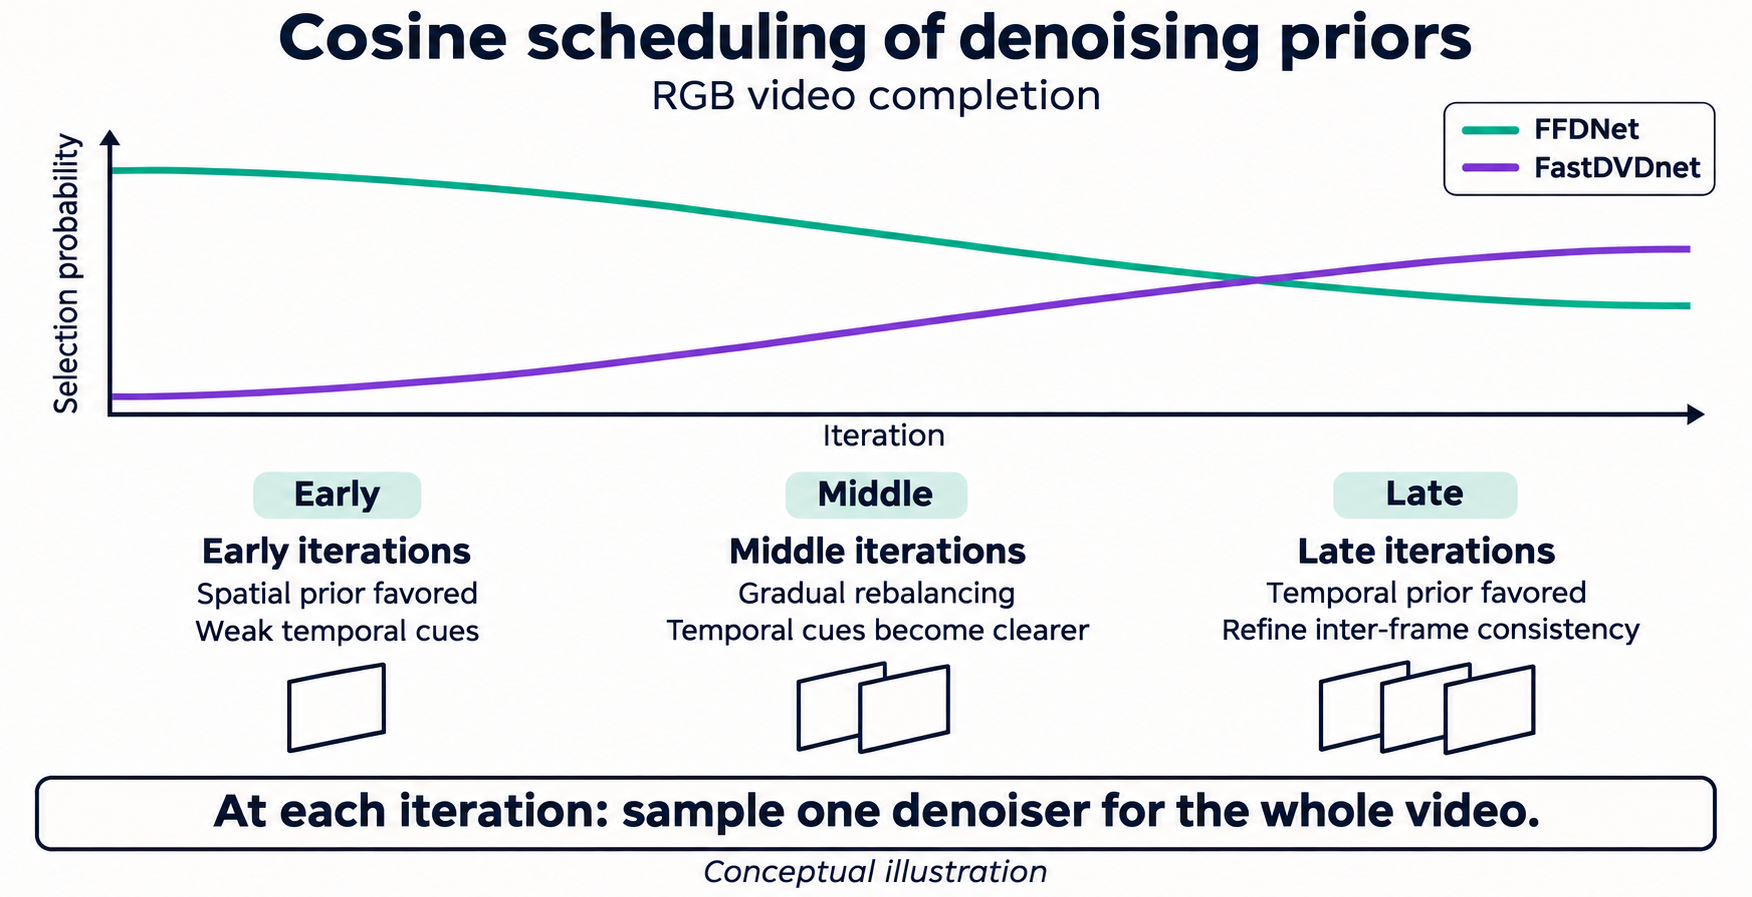 Cosine scheduling of denoising priors
RGB video completion
FFDNet
FastDVDnet
Selection probability
Iteration
Early
Early iterations
Spatial prior favored
Weak temporal cues
Middle
Middle iterations
Gradual rebalancing
Temporal cues become clearer
Late
Late iterations
Temporal prior favored
Refine inter-frame consistency
At each iteration: sample one denoiser for the whole video.
Conceptual illustration